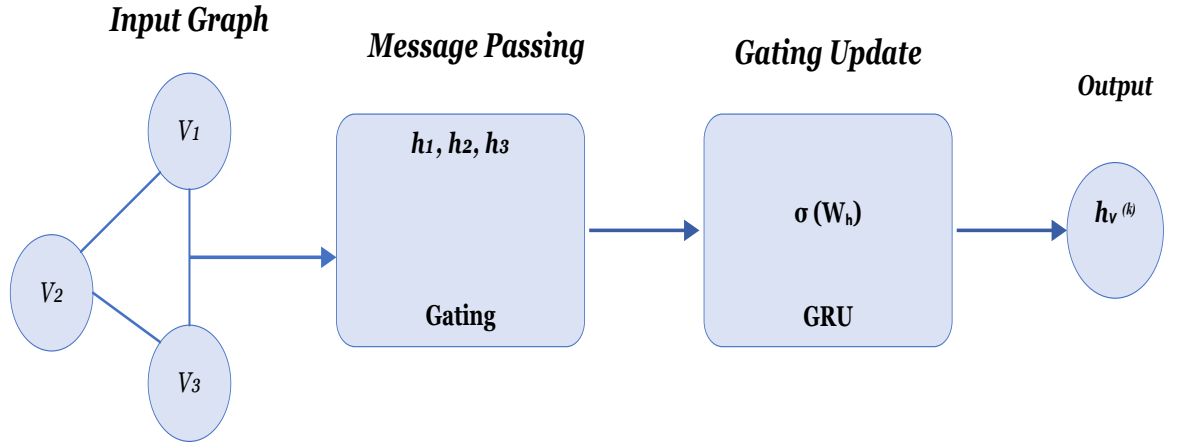 Input Graph
Message Passing
Gating Update
Output
V1
V2
V3
h1, h2, h3
Gating
σ (Wh)
GRU
hv (k)